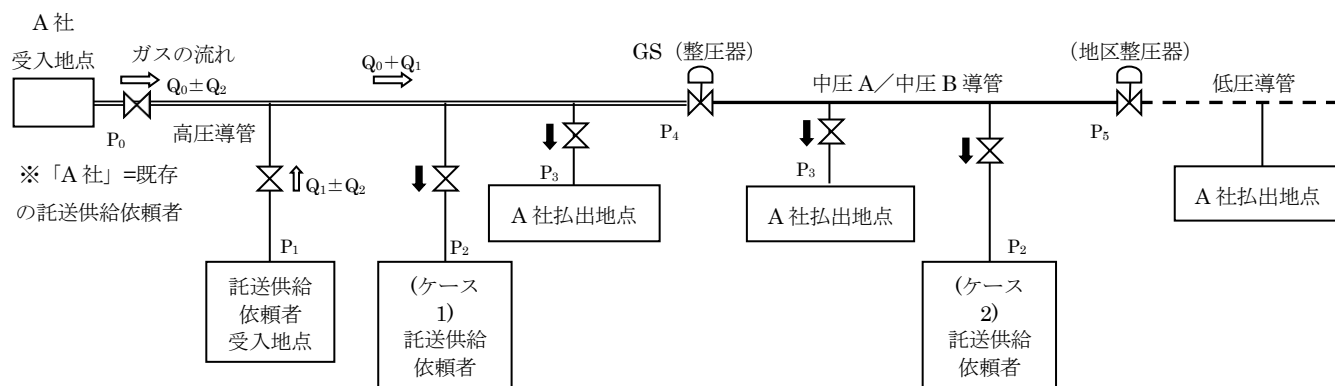 A 社
受入地点
ガスの流れ
Q₀±Q₂
Q₀＋Q₁
GS（整圧器）
中圧 A／中圧 B 導管
（地区整圧器）
低圧導管
P₀
高圧導管
P₄
P₅
※「A 社」=既存
の託送供給依頼者
Q₁±Q₂
P₃
A 社払出地点
P₃
A 社払出地点
A 社払出地点
P₁
託送供給
依頼者
受入地点
P₂
(ケース
1)
託送供給
依頼者
P₂
(ケース
2)
託送供給
依頼者